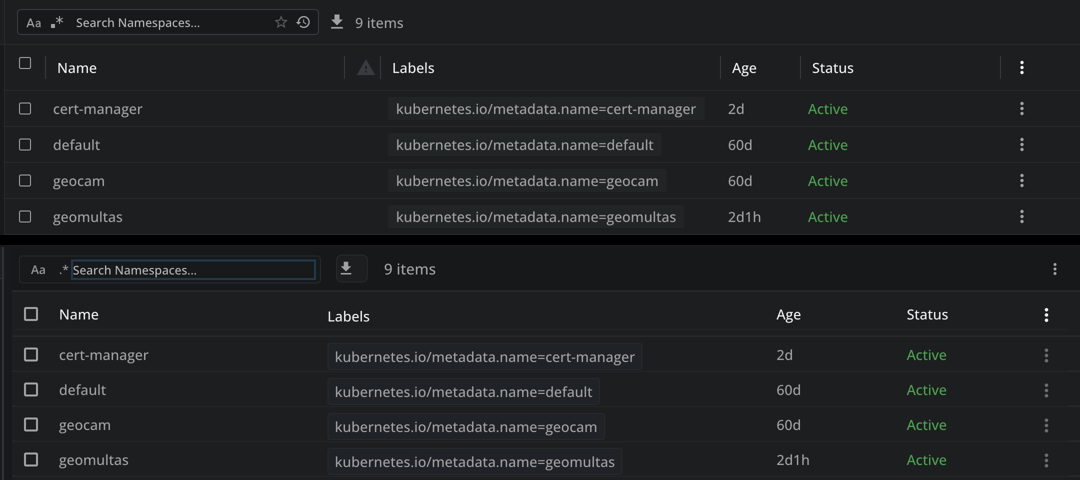 Aa .* Search Namespaces... 9 items
Name Labels Age Status
cert-manager kubernetes.io/metadata.name=cert-manager 2d Active
default kubernetes.io/metadata.name=default 60d Active
geocam kubernetes.io/metadata.name=geocam 60d Active
geomultas kubernetes.io/metadata.name=geomultas 2d1h Active
Aa .* Search Namespaces... 9 items
Name Labels Age Status
cert-manager kubernetes.io/metadata.name=cert-manager 2d Active
default kubernetes.io/metadata.name=default 60d Active
geocam kubernetes.io/metadata.name=geocam 60d Active
geomultas kubernetes.io/metadata.name=geomultas 2d1h Active